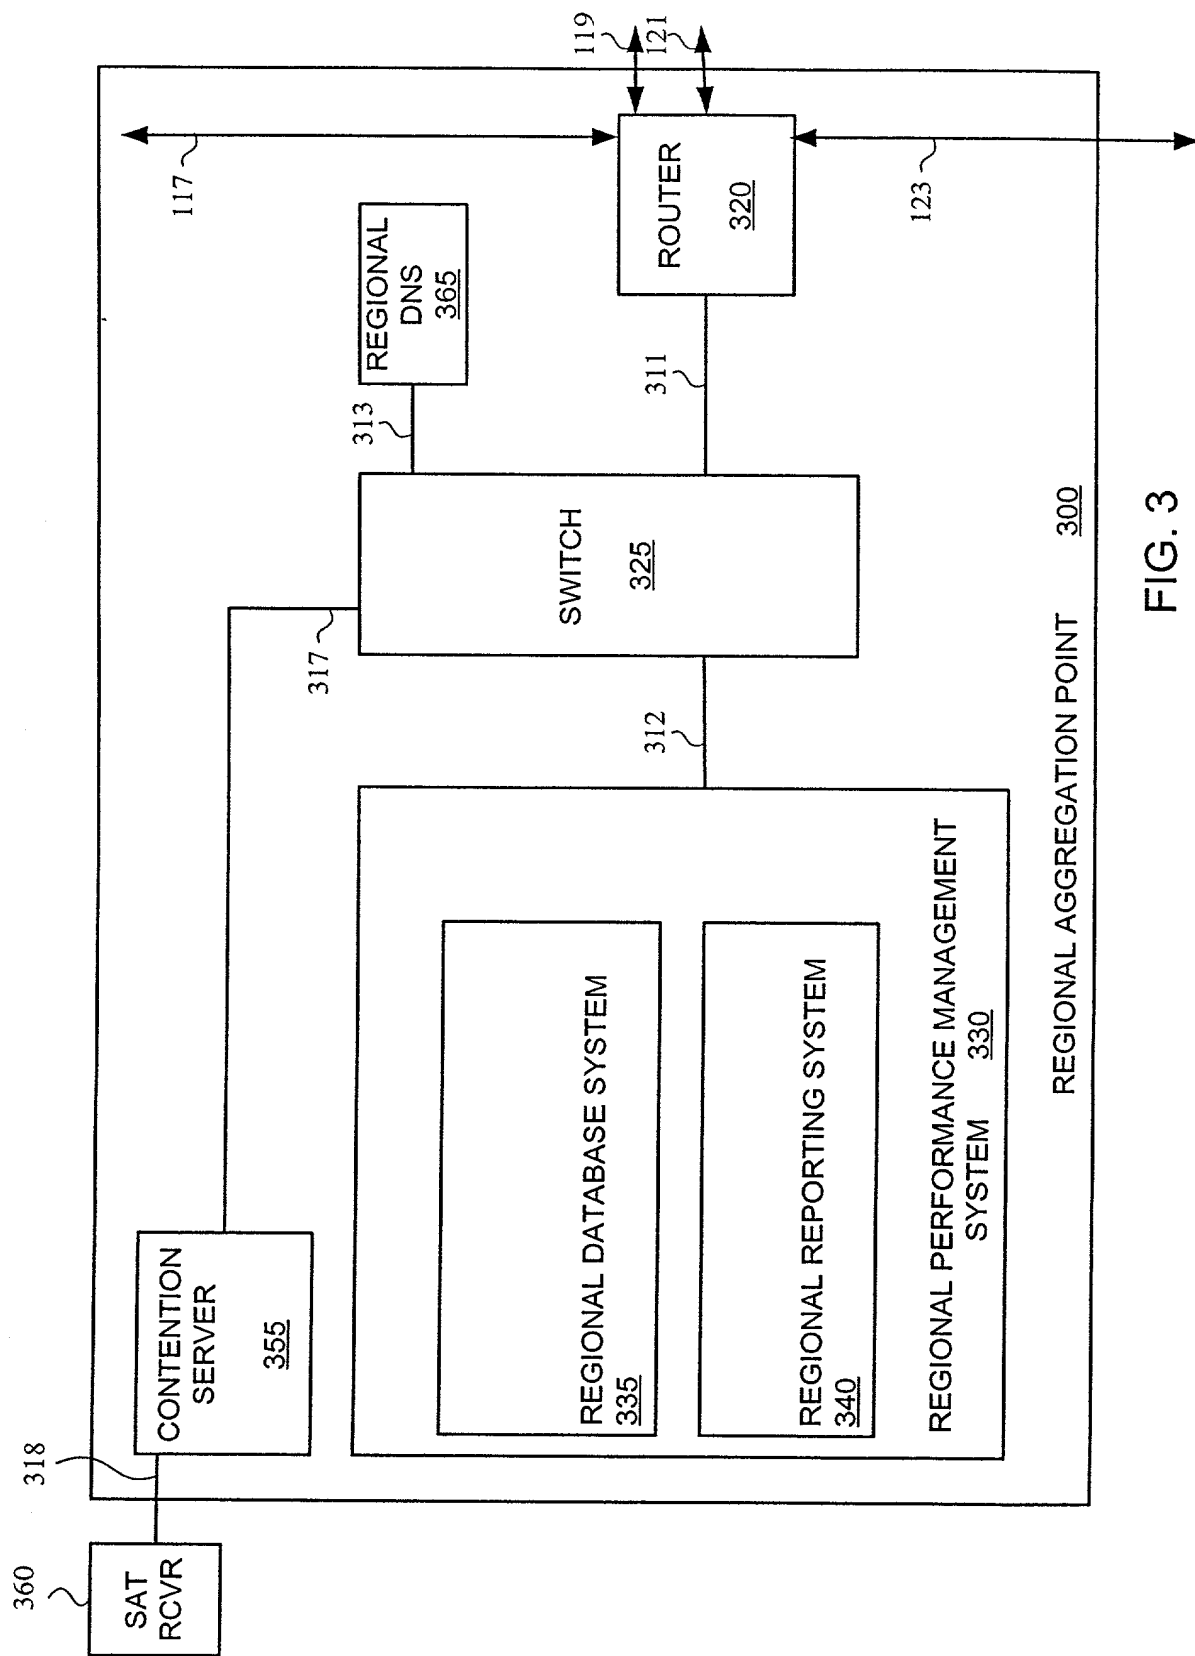 360
SAT
RCVR
318
CONTENTION
SERVER
355
317
313
REGIONAL
DNS
365
117
119
121
ROUTER
320
123
311
SWITCH
325
312
REGIONAL DATABASE SYSTEM
335
REGIONAL REPORTING SYSTEM
340
REGIONAL PERFORMANCE MANAGEMENT
SYSTEM 330
REGIONAL AGGREGATION POINT 300
FIG. 3